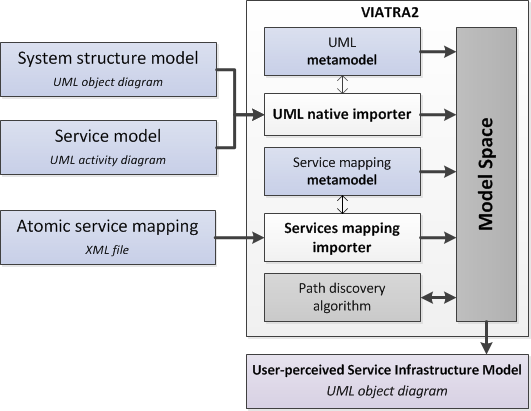 VIATRA2
System structure model
UML object diagram
Service model
UML activity diagram
Atomic service mapping
XML file
UML
metamodel
UML native importer
Service mapping
metamodel
Services mapping
importer
Path discovery
algorithm
Model Space
User-perceived Service Infrastructure Model
UML object diagram